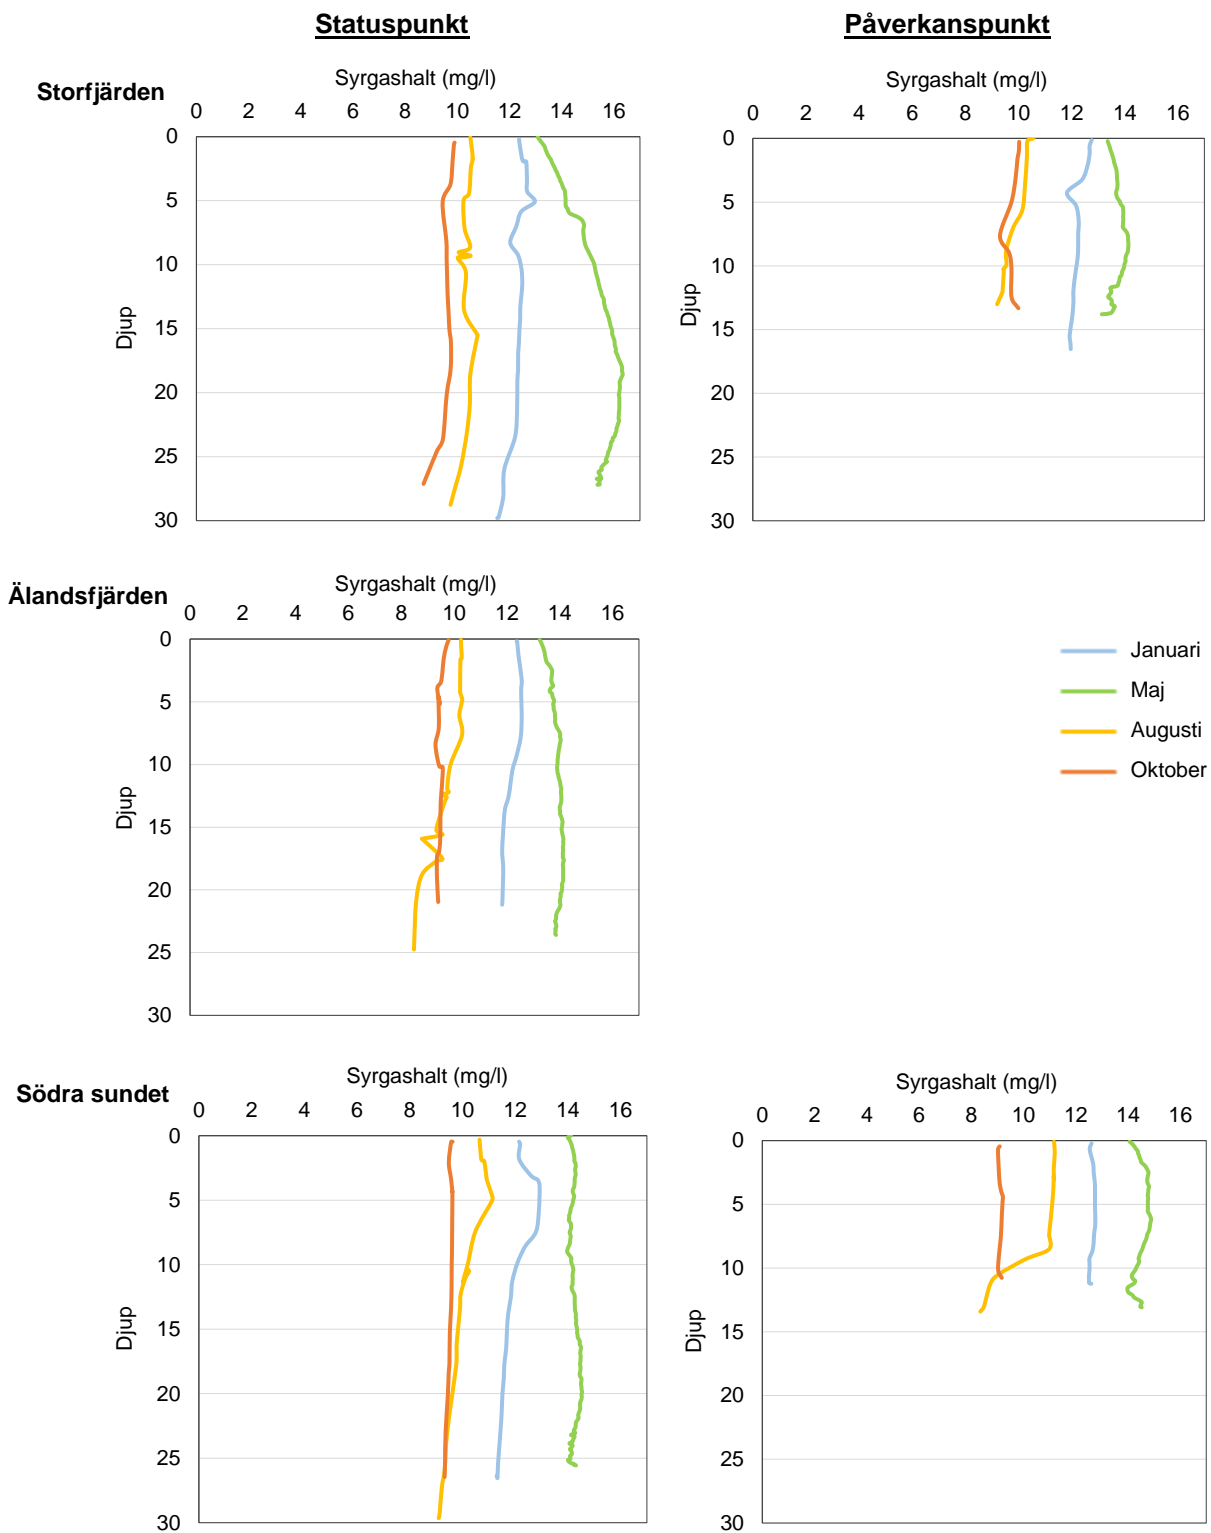 Statuspunkt
Påverkanspunkt
Storfjärden
Syrgashalt (mg/l)
0 2 4 6 8 10 12 14 16
0
5
10
15
20
25
30
Djup
Syrgashalt (mg/l)
0 2 4 6 8 10 12 14 16
0
5
10
15
20
25
30
Djup
Älandsfjärden
Syrgashalt (mg/l)
0 2 4 6 8 10 12 14 16
0
5
10
15
20
25
30
Djup
Januari
Maj
Augusti
Oktober
Södra sundet
Syrgashalt (mg/l)
0 2 4 6 8 10 12 14 16
0
5
10
15
20
25
30
Djup
Syrgashalt (mg/l)
0 2 4 6 8 10 12 14 16
0
5
10
15
20
25
30
Djup